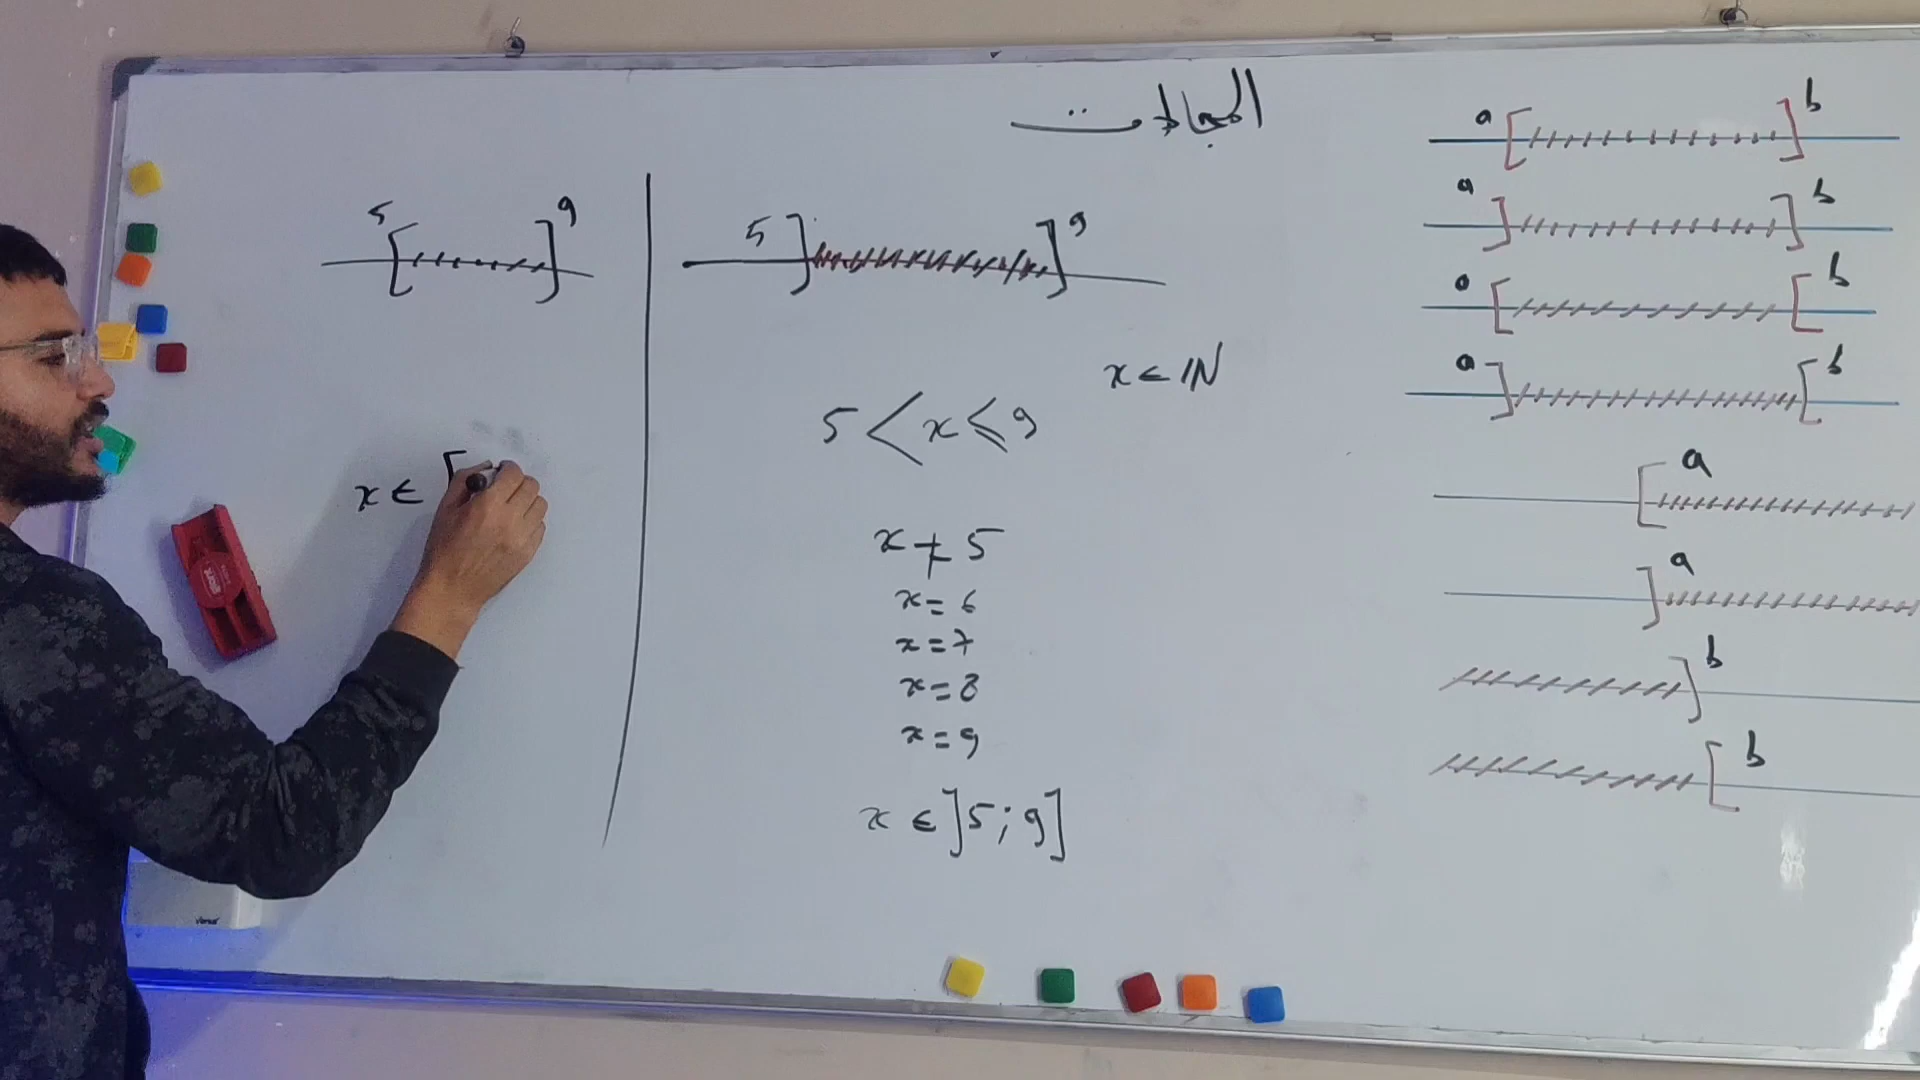 المجالات
5 [ ] 9
x ∈ [
5 ] ] 9
x ∈ IN
5 < x ⩽ 9
x ≠ 5
x = 6
x = 7
x = 8
x = 9
x ∈ ]5 ; 9]
a [ ] b
a ] ] b
a [ [ b
a ] [ b
[ a
] a
] b
[ b